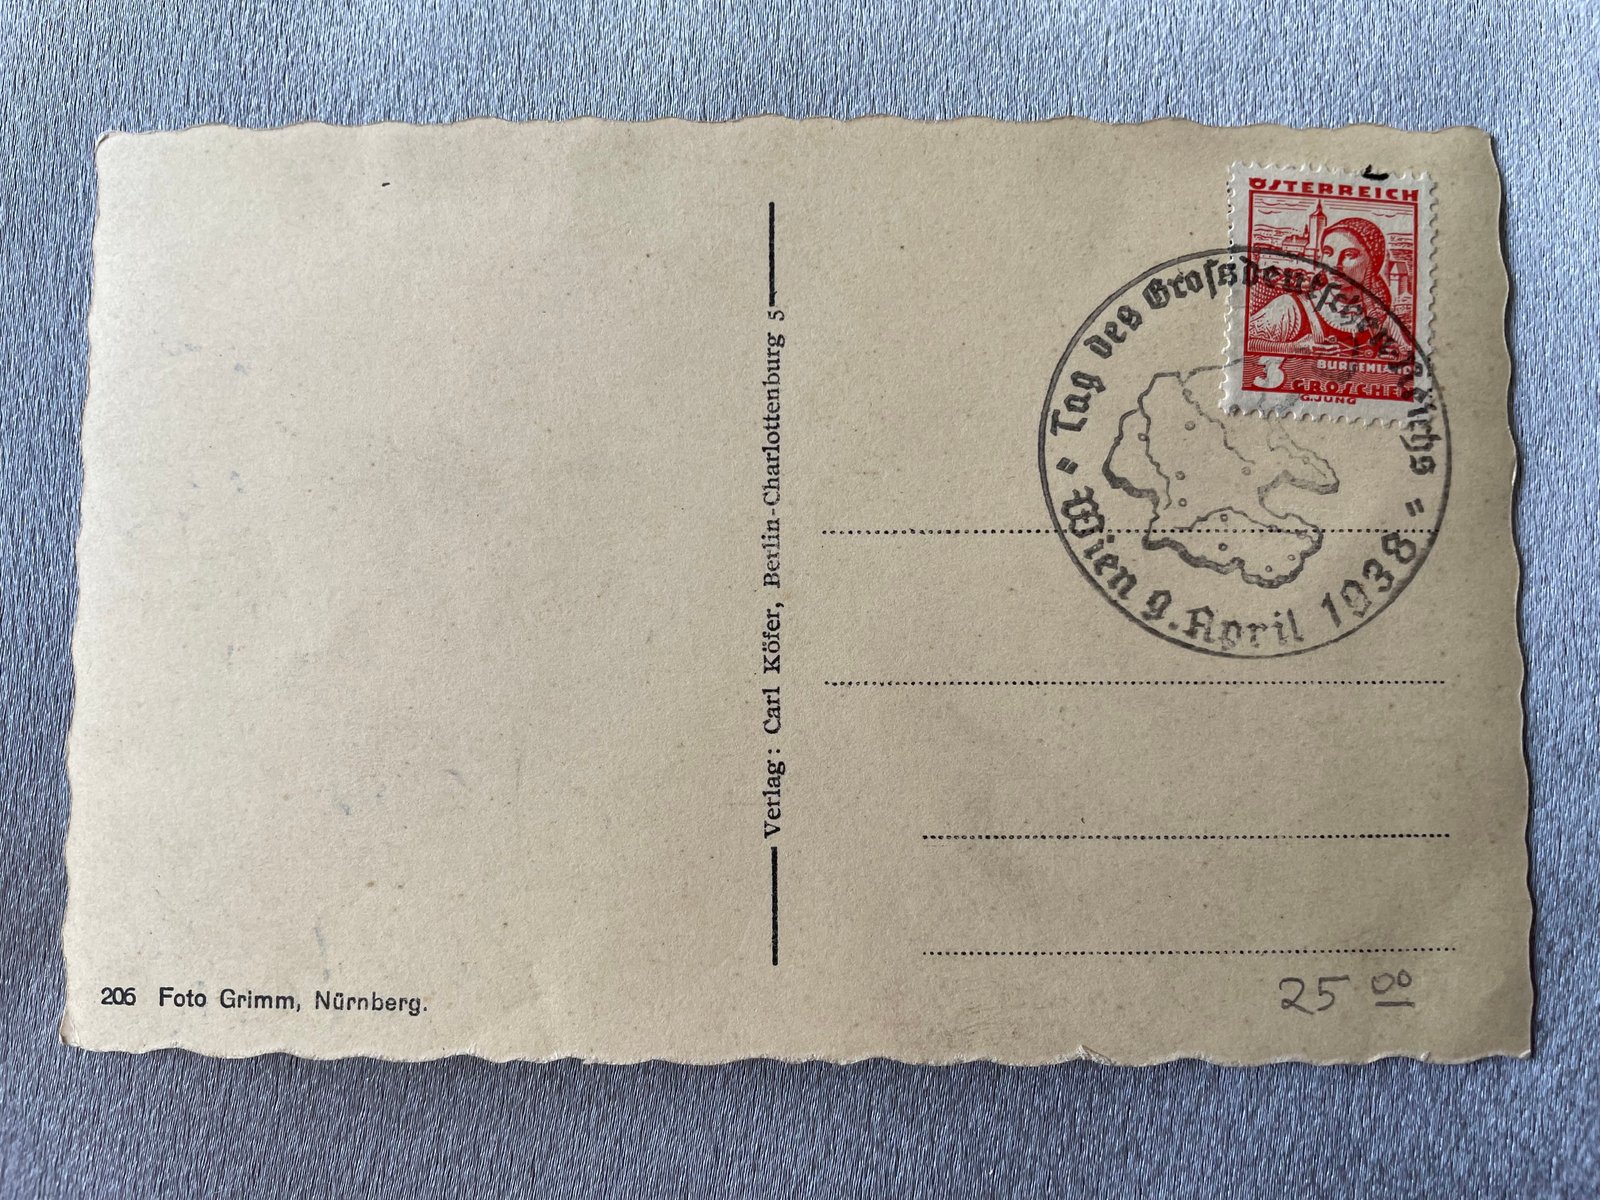 ÖSTERREICH
BURGENLAND
3 GROSCHEN
G.JUNG
= Tag des Grossdeutschen Reichs =
Wien 9. April 1938
Verlag: Carl Köfer, Berlin-Charlottenburg 5
206 Foto Grimm, Nürnberg.
25 00